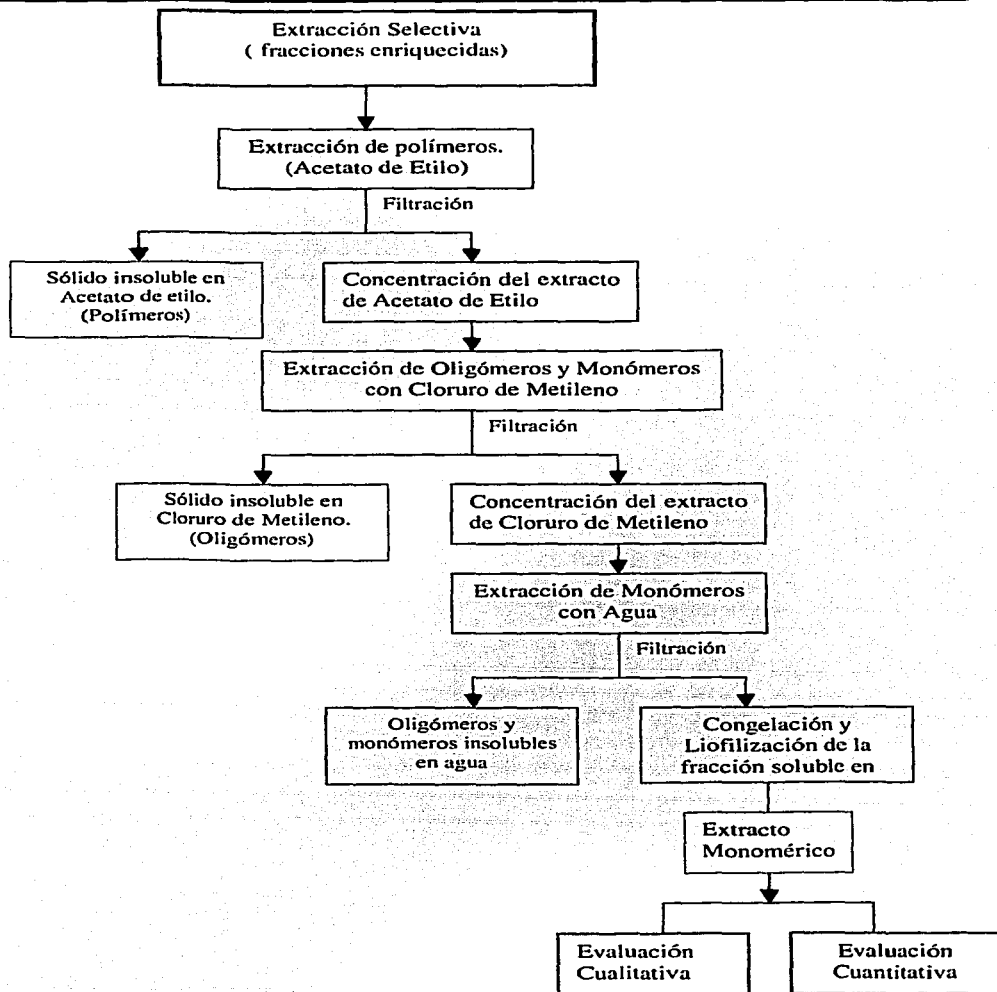 Extracción Selectiva
( fracciones enriquecidas)
Extracción de polímeros.
(Acetato de Etilo)
Filtración
Sólido insoluble en
Acetato de etilo.
(Polímeros)
Concentración del extracto
de Acetato de Etilo
Extracción de Oligómeros y Monómeros
con Cloruro de Metileno
Filtración
Sólido insoluble en
Cloruro de Metileno.
(Oligómeros)
Concentración del extracto
de Cloruro de Metileno
Extracción de Monómeros
con Agua
Filtración
Oligómeros y
monómeros insolubles
en agua
Congelación y
Liofilización de la
fracción soluble en
Extracto
Monomérico
Evaluación
Cualitativa
Evaluación
Cuantitativa